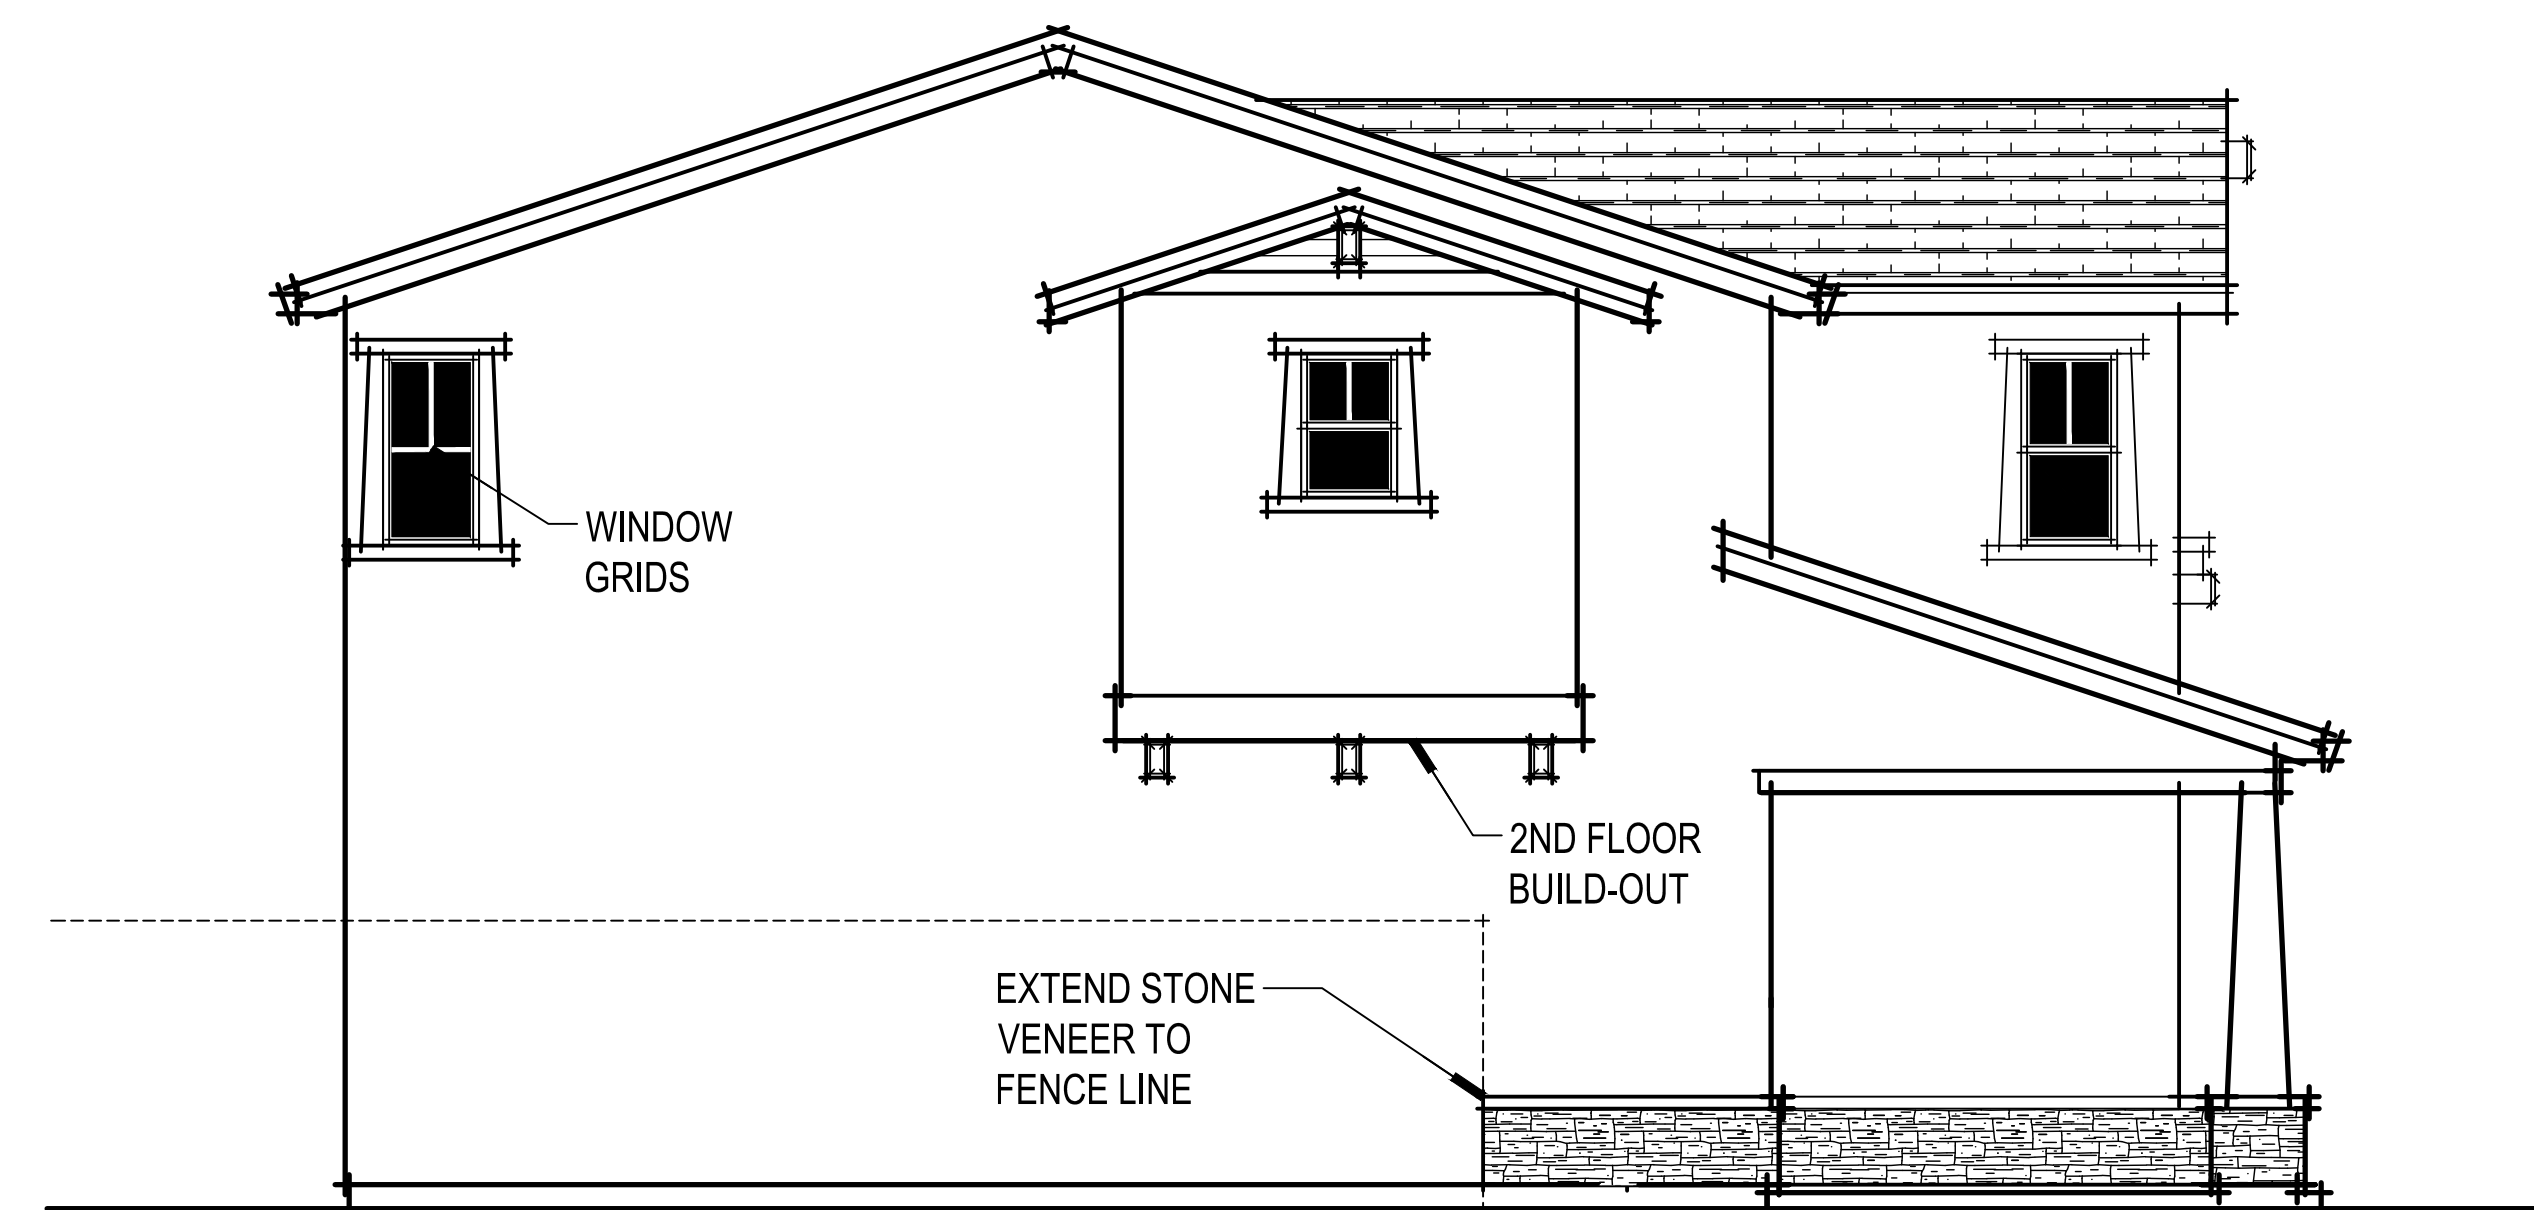 WINDOW
GRIDS
2ND FLOOR
BUILD-OUT
EXTEND STONE
VENEER TO
FENCE LINE